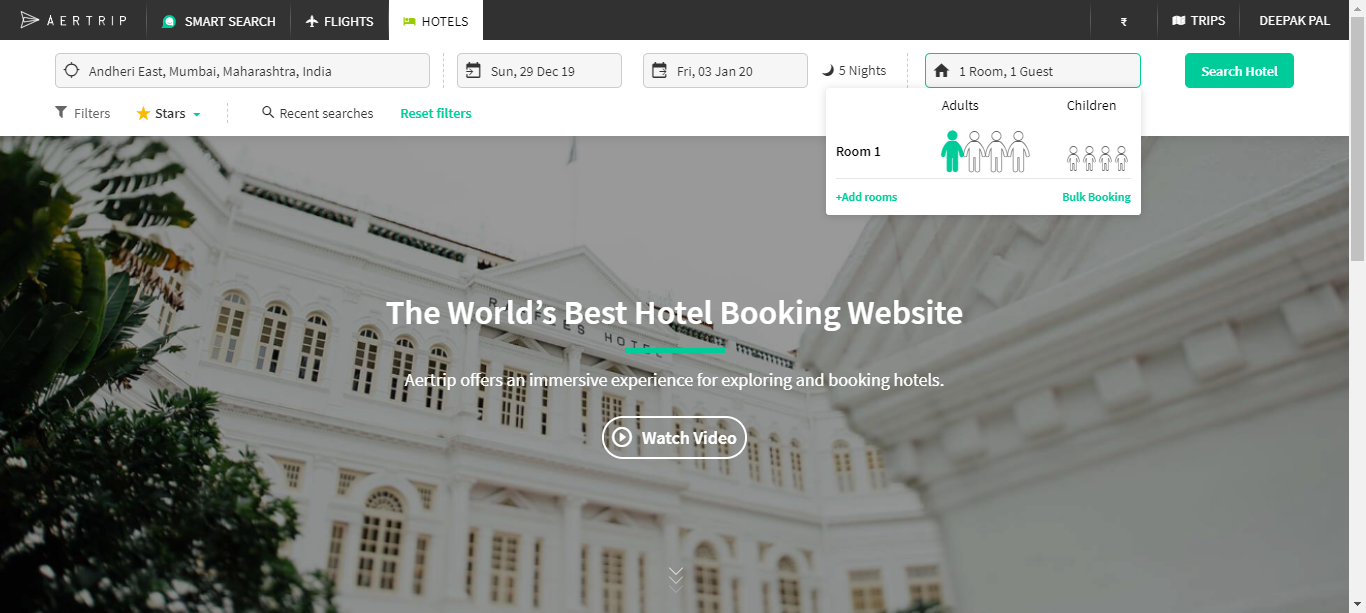 AERTRIP
SMART SEARCH
FLIGHTS
HOTELS
₹
TRIPS
DEEPAK PAL
Andheri East, Mumbai, Maharashtra, India
Sun, 29 Dec 19
Fri, 03 Jan 20
5 Nights
1 Room, 1 Guest
Search Hotel
Filters
Stars
Recent searches
Reset filters
Adults
Children
Room 1
+Add rooms
Bulk Booking
RAFFLES HOTEL
The World’s Best Hotel Booking Website
Aertrip offers an immersive experience for exploring and booking hotels.
Watch Video